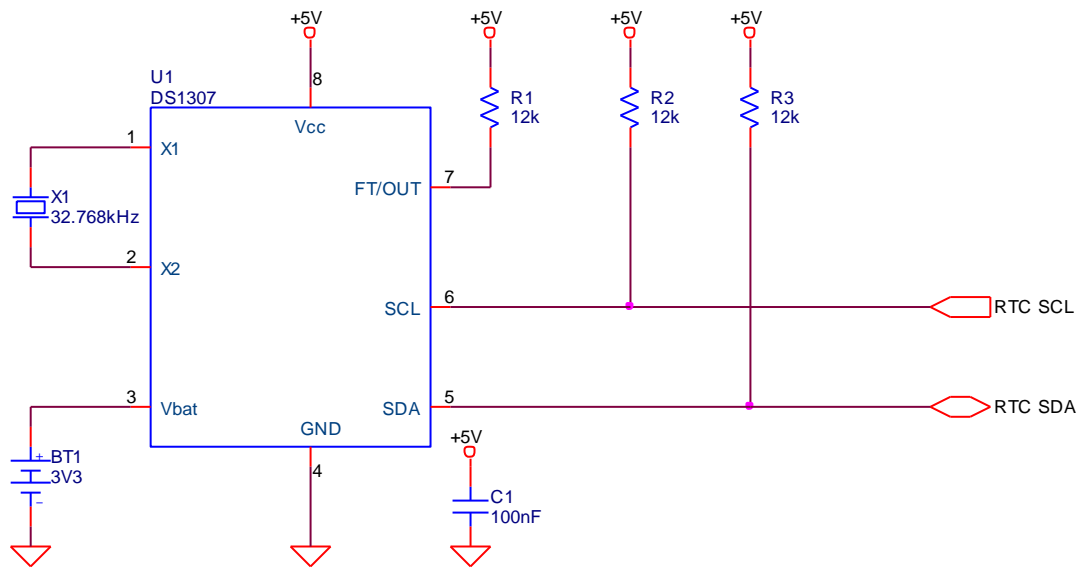 +5V
+5V
+5V
+5V
U1
DS1307
8
Vcc
R1
12k
R2
12k
R3
12k
1
X1
7
FT/OUT
X1
32.768kHz
2
X2
6
SCL
RTC SCL
3
Vbat
5
SDA
RTC SDA
GND
4
+5V
+
BT1
3V3
−
C1
100nF